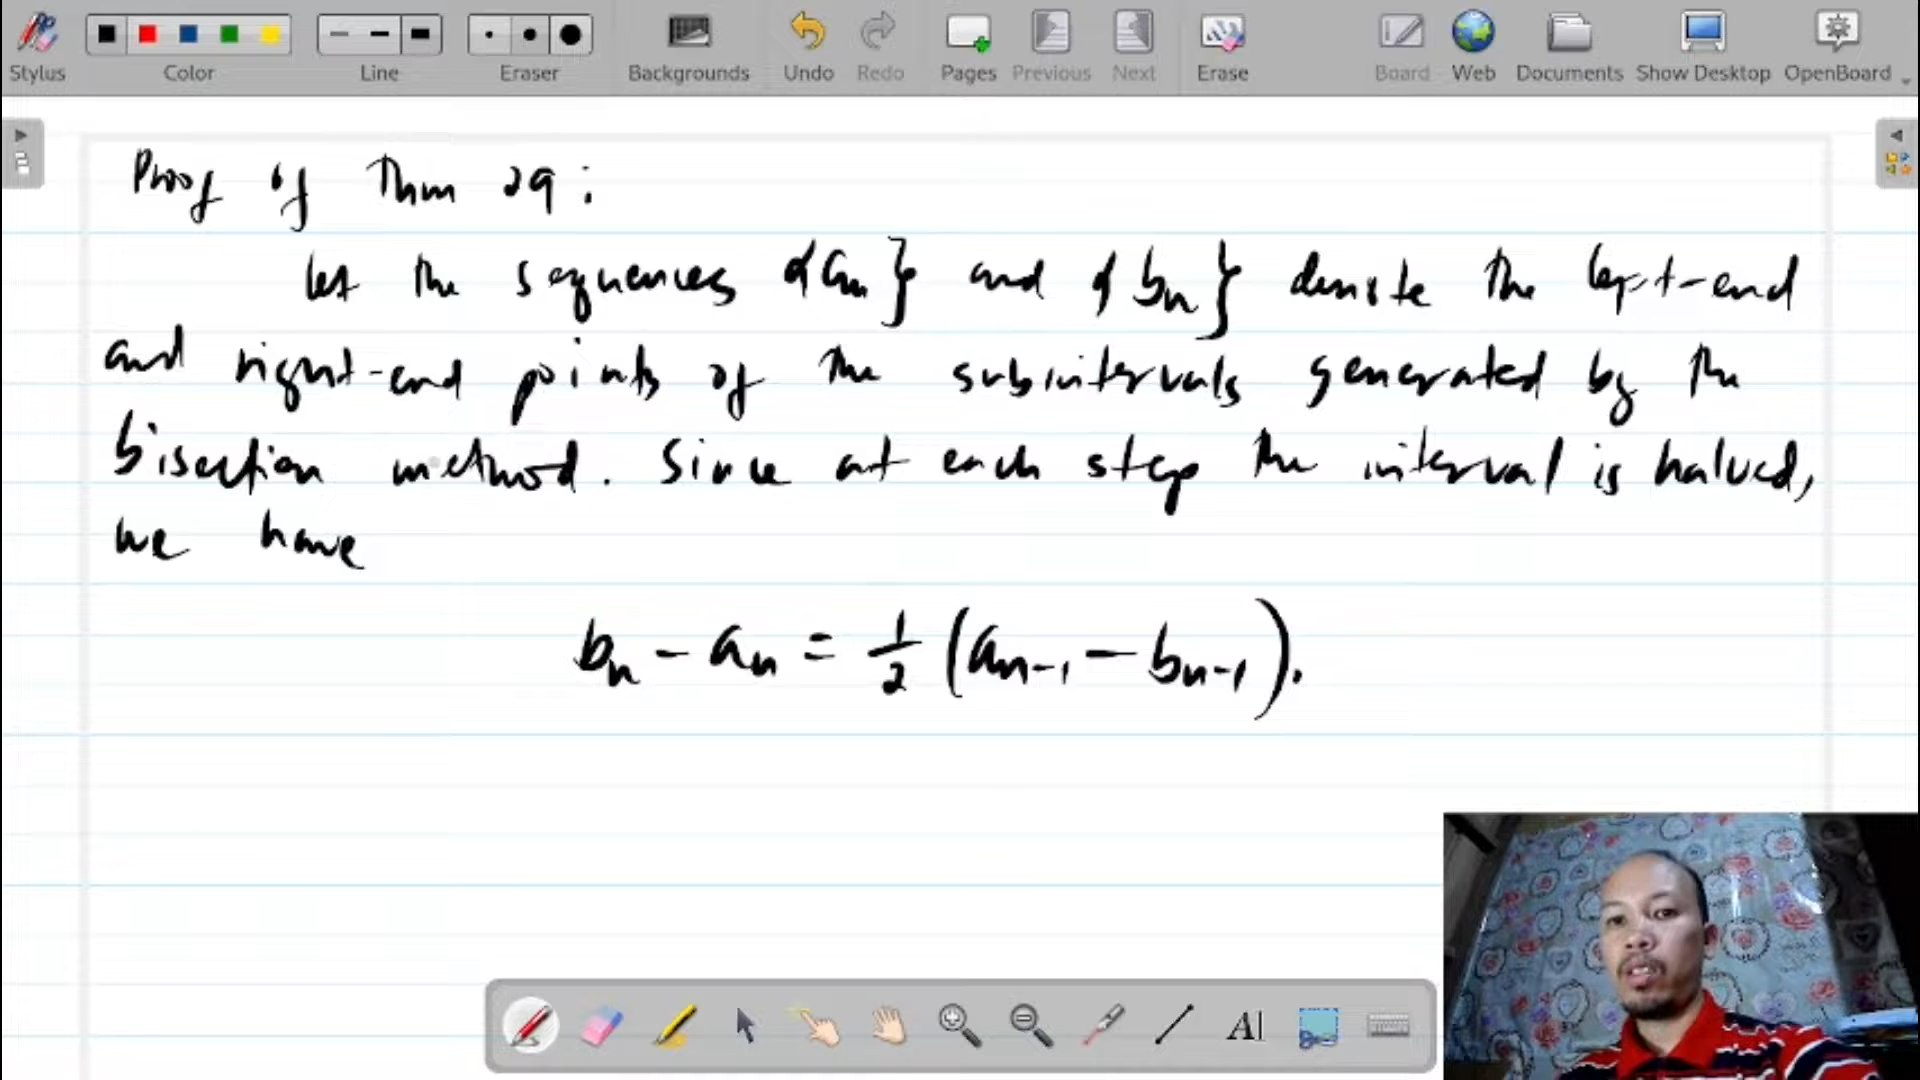 Stylus Color Line Eraser Backgrounds Undo Redo Pages Previous Next Erase Board Web Documents Show Desktop OpenBoard
Proof of Thm 29:
let the sequences {an} and {bn} denote the left-end
and right-end points of the subintervals generated by the
bisection method. Since at each step the interval is halved,
we have
bₙ - aₙ = 1/2 (aₙ₋₁ - bₙ₋₁).
AI